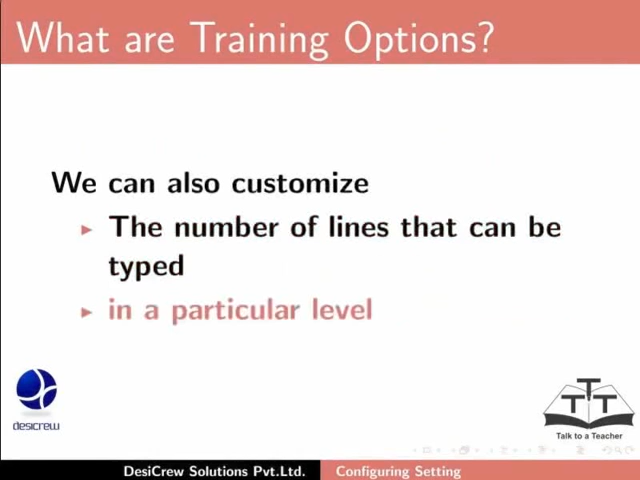 What are Training Options?
We can also customize
The number of lines that can be
typed
in a particular level
desicrew
TTT
Talk to a Teacher
DesiCrew Solutions Pvt.Ltd. Configuring Setting